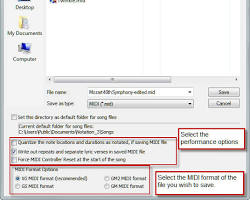 Twinkle.mid
Desktop
My Documents
Computer
File name: Mozart40thSymphony-edited.mid Save
Save as type: MIDI (*.mid) Cancel
Set this directory as default folder for song files
Current default folder for song files:
C:\Users\Public\Documents\Notation_3\Songs
Quantize the note locations and durations as notated, if saving MIDI file
Write out repeats and separate lyric verses in saved MIDI file
Force MIDI Controller Reset at the start of the song
Select the
performance options
MIDI Format Options
XG MIDI format (recommended) GM2 MIDI format
GS MIDI format GM MIDI format
Select the MIDI format of the
file you wish to save.